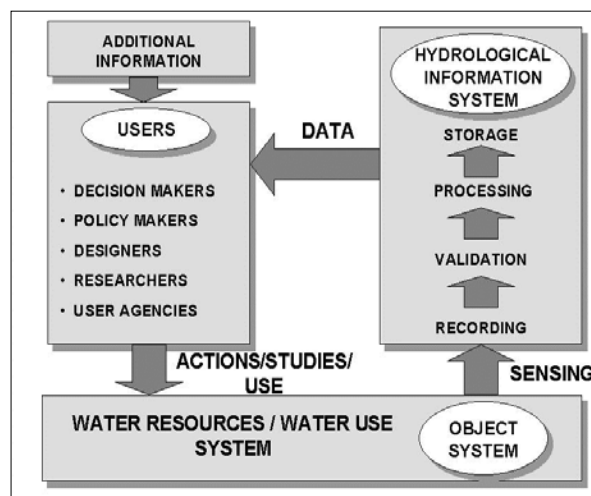 ADDITIONAL
INFORMATION
USERS
• DECISION MAKERS
• POLICY MAKERS
• DESIGNERS
• RESEARCHERS
• USER AGENCIES
DATA
HYDROLOGICAL
INFORMATION
SYSTEM
STORAGE
PROCESSING
VALIDATION
RECORDING
ACTIONS/STUDIES/
USE
SENSING
WATER RESOURCES / WATER USE
SYSTEM
OBJECT
SYSTEM